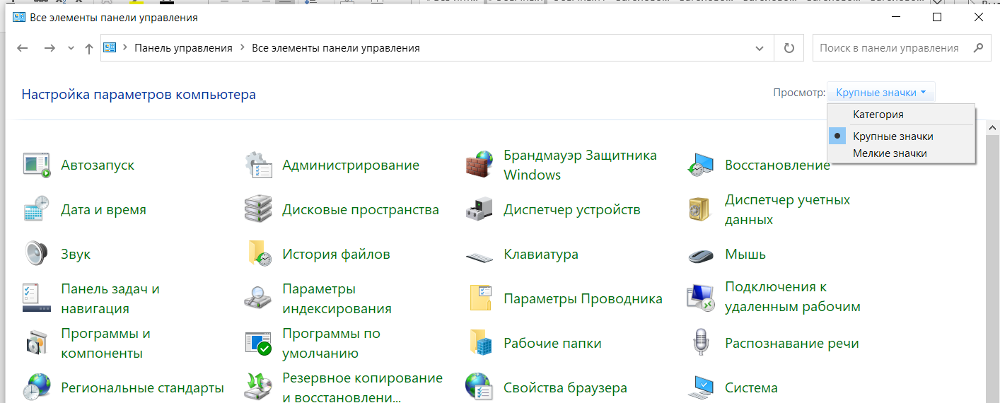 Все элементы панели управления
Панель управления > Все элементы панели управления
Поиск в панели управления
Настройка параметров компьютера
Просмотр: Крупные значки
Категория
Крупные значки
Мелкие значки
Автозапуск
Администрирование
Брандмауэр Защитника
Windows
Восстановление
Дата и время
Дисковые пространства
Диспетчер устройств
Диспетчер учетных
данных
Звук
История файлов
Клавиатура
Мышь
Панель задач и
навигация
Параметры
индексирования
Параметры Проводника
Подключения к
удаленным рабочим
Программы и
компоненты
Программы по
умолчанию
Рабочие папки
Распознавание речи
Региональные стандарты
Резервное копирование
и восстановлени...
Свойства браузера
Система